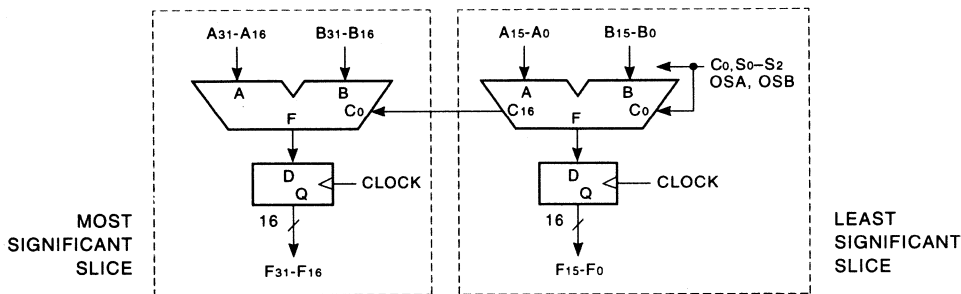 A31-A16 B31-B16 A15-A0 B15-B0
C0, S0-S2
OSA, OSB
A B C0 F
C16 A B C0 F
D Q CLOCK
D Q CLOCK
16 16
MOST
SIGNIFICANT
SLICE
LEAST
SIGNIFICANT
SLICE
F31-F16 F15-F0